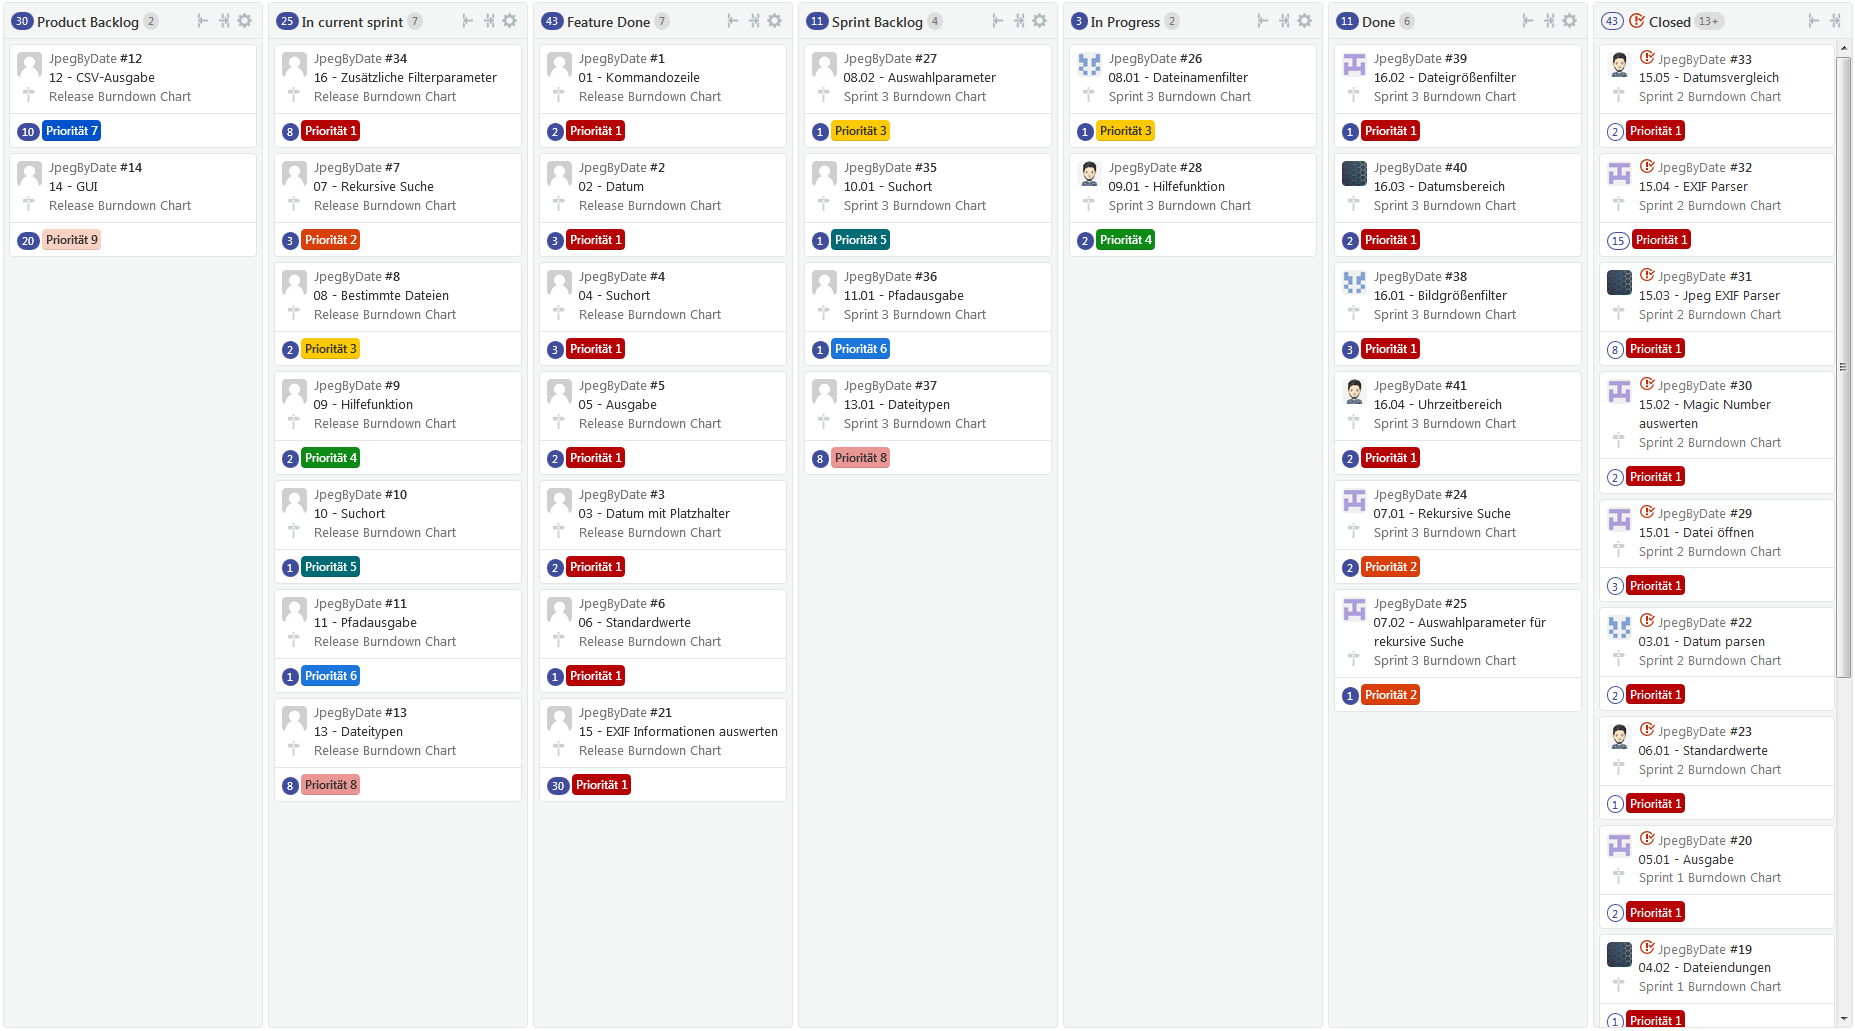 30 Product Backlog 2
JpegByDate #12
12 - CSV-Ausgabe
Release Burndown Chart
10 Priorität 7
JpegByDate #14
14 - GUI
Release Burndown Chart
20 Priorität 9
25 In current sprint 7
JpegByDate #34
16 - Zusätzliche Filterparameter
Release Burndown Chart
8 Priorität 1
JpegByDate #7
07 - Rekursive Suche
Release Burndown Chart
3 Priorität 2
JpegByDate #8
08 - Bestimmte Dateien
Release Burndown Chart
2 Priorität 3
JpegByDate #9
09 - Hilfefunktion
Release Burndown Chart
2 Priorität 4
JpegByDate #10
10 - Suchort
Release Burndown Chart
1 Priorität 5
JpegByDate #11
11 - Pfadausgabe
Release Burndown Chart
1 Priorität 6
JpegByDate #13
13 - Dateitypen
Release Burndown Chart
8 Priorität 8
43 Feature Done 7
JpegByDate #1
01 - Kommandozeile
Release Burndown Chart
2 Priorität 1
JpegByDate #2
02 - Datum
Release Burndown Chart
3 Priorität 1
JpegByDate #4
04 - Suchort
Release Burndown Chart
3 Priorität 1
JpegByDate #5
05 - Ausgabe
Release Burndown Chart
2 Priorität 1
JpegByDate #3
03 - Datum mit Platzhalter
Release Burndown Chart
2 Priorität 1
JpegByDate #6
06 - Standardwerte
Release Burndown Chart
1 Priorität 1
JpegByDate #21
15 - EXIF Informationen auswerten
Release Burndown Chart
30 Priorität 1
11 Sprint Backlog 4
JpegByDate #27
08.02 - Auswahlparameter
Sprint 3 Burndown Chart
1 Priorität 3
JpegByDate #35
10.01 - Suchort
Sprint 3 Burndown Chart
1 Priorität 5
JpegByDate #36
11.01 - Pfadausgabe
Sprint 3 Burndown Chart
1 Priorität 6
JpegByDate #37
13.01 - Dateitypen
Sprint 3 Burndown Chart
8 Priorität 8
3 In Progress 2
JpegByDate #26
08.01 - Dateinamenfilter
Sprint 3 Burndown Chart
1 Priorität 3
JpegByDate #28
09.01 - Hilfefunktion
Sprint 3 Burndown Chart
2 Priorität 4
11 Done 6
JpegByDate #39
16.02 - Dateigrößenfilter
Sprint 3 Burndown Chart
1 Priorität 1
JpegByDate #40
16.03 - Datumsbereich
Sprint 3 Burndown Chart
2 Priorität 1
JpegByDate #38
16.01 - Bildgrößenfilter
Sprint 3 Burndown Chart
3 Priorität 1
JpegByDate #41
16.04 - Uhrzeitbereich
Sprint 3 Burndown Chart
2 Priorität 1
JpegByDate #24
07.01 - Rekursive Suche
Sprint 3 Burndown Chart
2 Priorität 2
JpegByDate #25
07.02 - Auswahlparameter für
rekursive Suche
Sprint 3 Burndown Chart
1 Priorität 2
43 Closed 13+
JpegByDate #33
15.05 - Datumsvergleich
Sprint 2 Burndown Chart
2 Priorität 1
JpegByDate #32
15.04 - EXIF Parser
Sprint 2 Burndown Chart
15 Priorität 1
JpegByDate #31
15.03 - Jpeg EXIF Parser
Sprint 2 Burndown Chart
8 Priorität 1
JpegByDate #30
15.02 - Magic Number
auswerten
Sprint 2 Burndown Chart
2 Priorität 1
JpegByDate #29
15.01 - Datei öffnen
Sprint 2 Burndown Chart
3 Priorität 1
JpegByDate #22
03.01 - Datum parsen
Sprint 2 Burndown Chart
2 Priorität 1
JpegByDate #23
06.01 - Standardwerte
Sprint 2 Burndown Chart
1 Priorität 1
JpegByDate #20
05.01 - Ausgabe
Sprint 1 Burndown Chart
2 Priorität 1
JpegByDate #19
04.02 - Dateiendungen
Sprint 1 Burndown Chart
1 Priorität 1